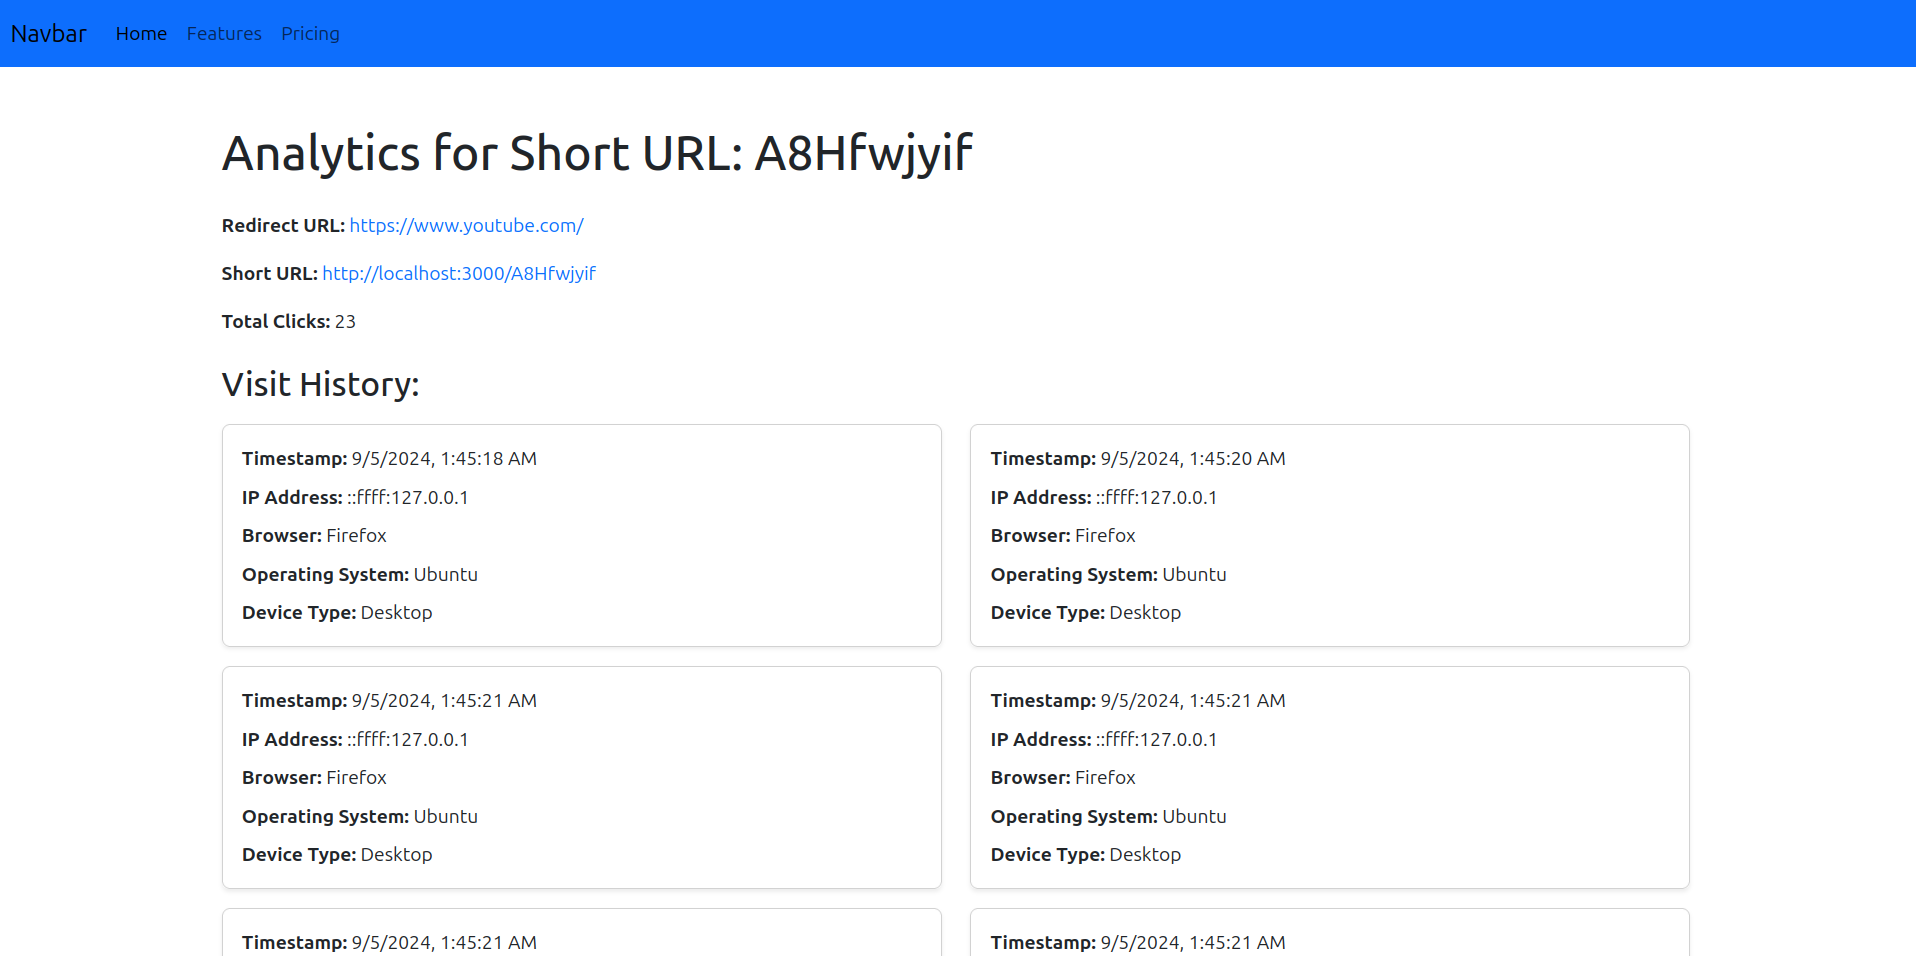 Navbar Home Features Pricing
Analytics for Short URL: A8Hfwjyif
Redirect URL: https://www.youtube.com/
Short URL: http://localhost:3000/A8Hfwjyif
Total Clicks: 23
Visit History:
Timestamp: 9/5/2024, 1:45:18 AM
IP Address: ::ffff:127.0.0.1
Browser: Firefox
Operating System: Ubuntu
Device Type: Desktop
Timestamp: 9/5/2024, 1:45:20 AM
IP Address: ::ffff:127.0.0.1
Browser: Firefox
Operating System: Ubuntu
Device Type: Desktop
Timestamp: 9/5/2024, 1:45:21 AM
IP Address: ::ffff:127.0.0.1
Browser: Firefox
Operating System: Ubuntu
Device Type: Desktop
Timestamp: 9/5/2024, 1:45:21 AM
IP Address: ::ffff:127.0.0.1
Browser: Firefox
Operating System: Ubuntu
Device Type: Desktop
Timestamp: 9/5/2024, 1:45:21 AM
Timestamp: 9/5/2024, 1:45:21 AM